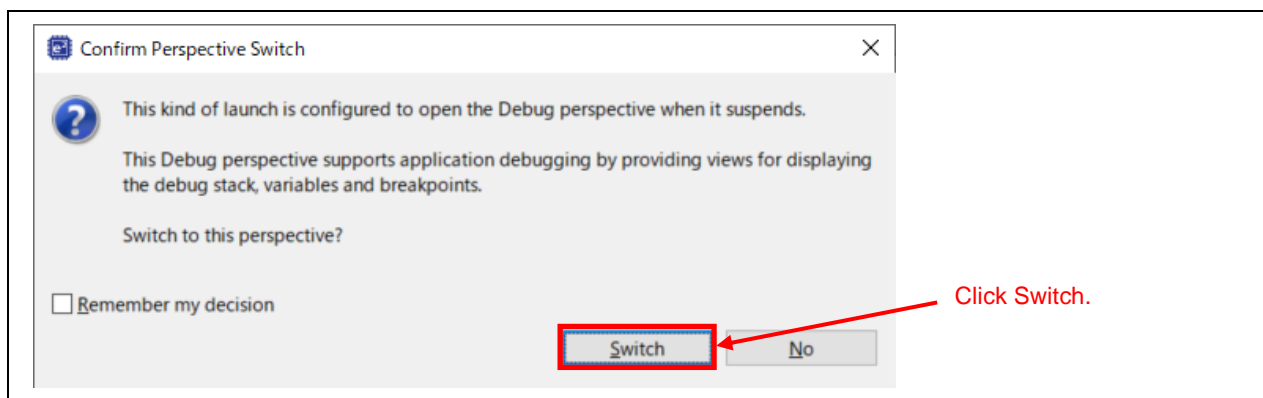 Confirm Perspective Switch
This kind of launch is configured to open the Debug perspective when it suspends.
This Debug perspective supports application debugging by providing views for displaying
the debug stack, variables and breakpoints.
Switch to this perspective?
Remember my decision
Click Switch.
Switch
No